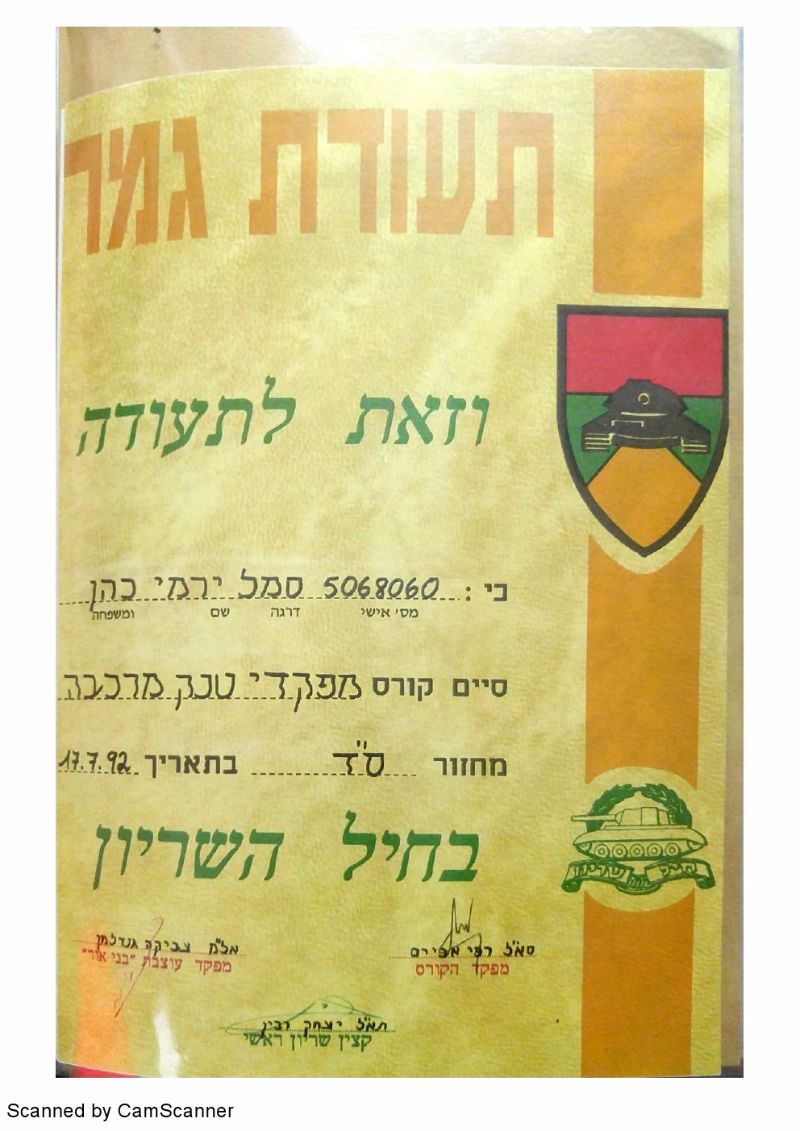 תעודת גמר
וזאת לתעודה
כי : 5068060 סמל ירמי כהן
מס׳ אישי דרגה שם ומשפחה
סיים קורס מפקדי טנק מרכבה
מחזור ס"ד בתאריך 17.7.92
בחיל השריון
סא"ל רפי אפיים
מפקד הקורס
אל"מ צביקה גנדלמן
מפקד עוצבת "בני אור"
תא"ל יצחק רבין
קצין שריון ראשי
Scanned by CamScanner